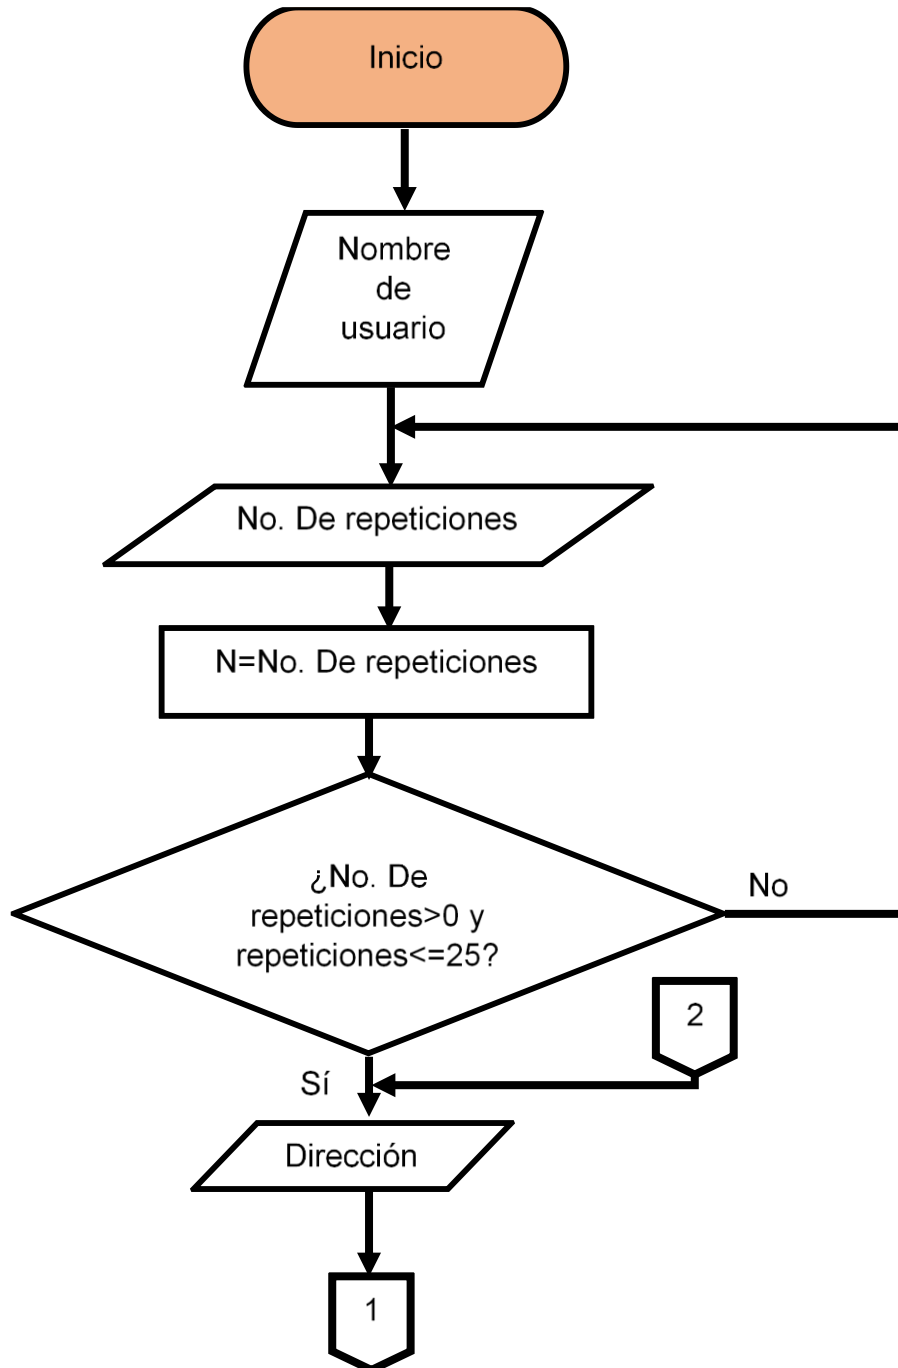 Inicio
Nombre
de
usuario
No. De repeticiones
N=No. De repeticiones
¿No. De
repeticiones>0 y
repeticiones<=25?
No
2
Sí
Dirección
1